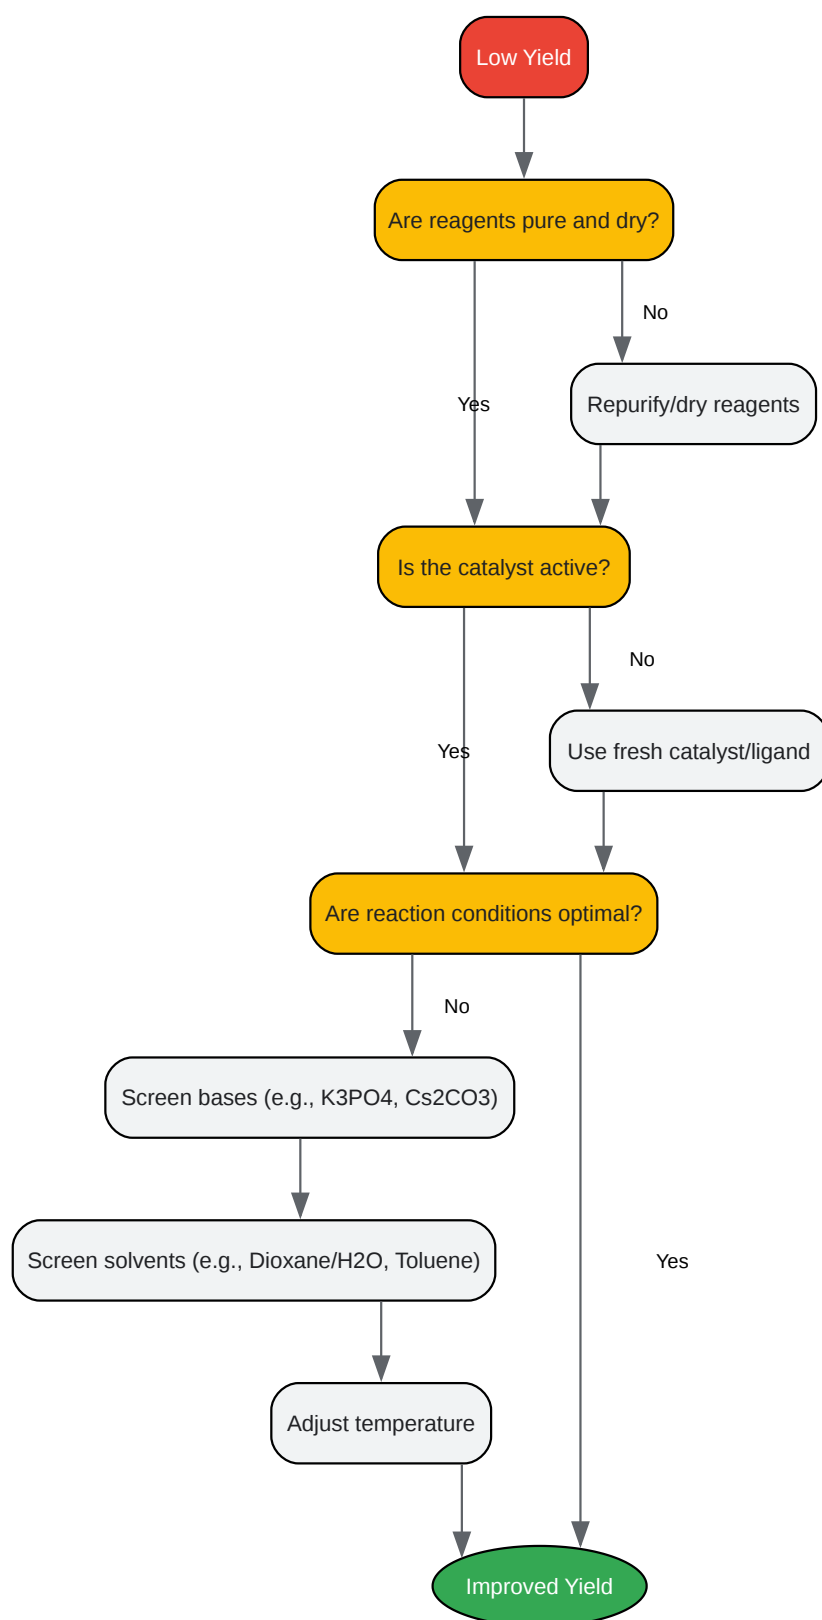 Low Yield
Are reagents pure and dry?
No
Yes
Repurify/dry reagents
Is the catalyst active?
No
Yes
Use fresh catalyst/ligand
Are reaction conditions optimal?
No
Screen bases (e.g., K3PO4, Cs2CO3)
Screen solvents (e.g., Dioxane/H2O, Toluene)
Yes
Adjust temperature
Improved Yield